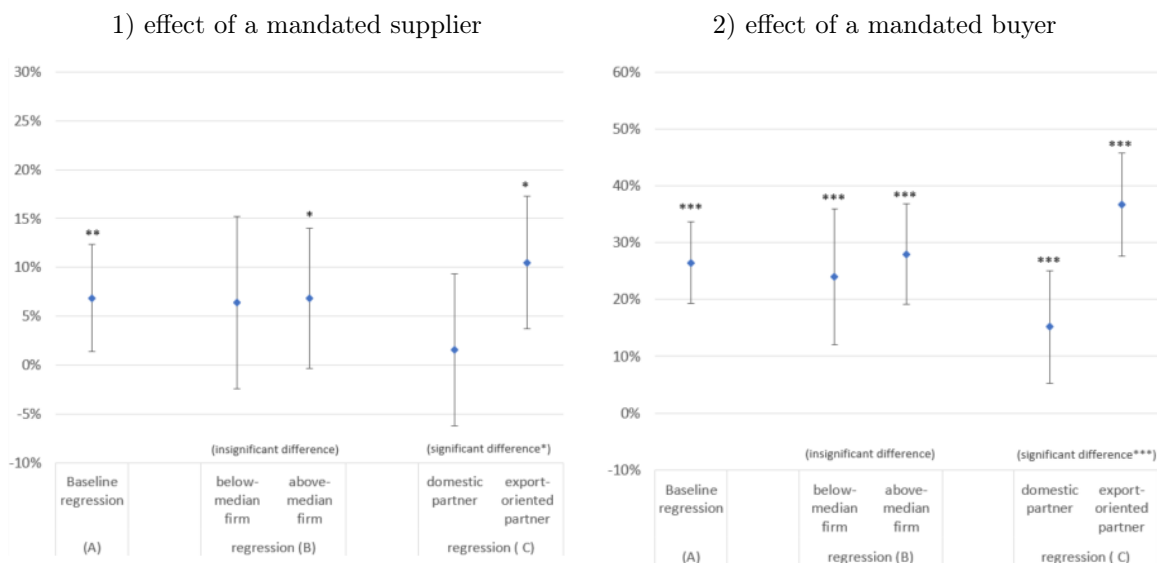 1) effect of a mandated supplier
30%
25%
20%
15%
10%
5%
0%
-5%
-10%
**
*
*
(insignificant difference)
(significant difference*)
Baseline
regression
below-
median
firm
above-
median
firm
domestic
partner
export-
oriented
partner
(A)
regression (B)
regression ( C)
2) effect of a mandated buyer
60%
50%
40%
30%
20%
10%
0%
-10%
***
***
***
***
***
(insignificant difference)
(significant difference***)
Baseline
regression
below-
median
firm
above-
median
firm
domestic
partner
export-
oriented
partner
(A)
regression (B)
regression ( C)